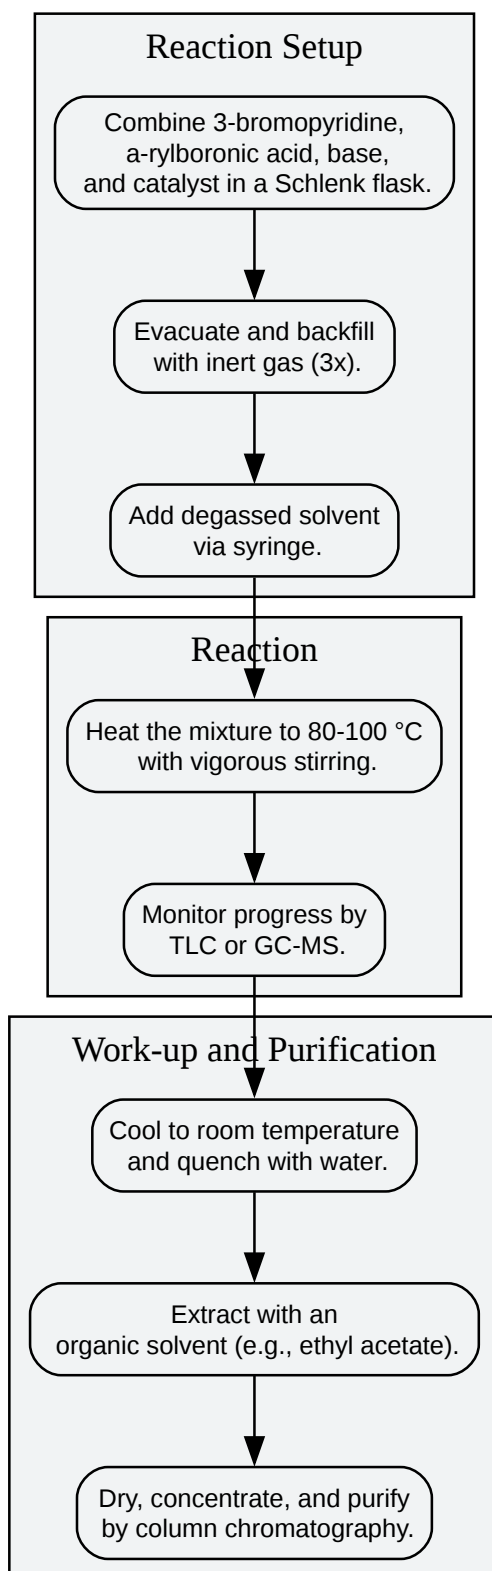 Reaction Setup
Combine 3-bromopyridine,
a-rylboronic acid, base,
and catalyst in a Schlenk flask.
Evacuate and backfill
with inert gas (3x).
Add degassed solvent
via syringe.
Reaction
Heat the mixture to 80-100 °C
with vigorous stirring.
Monitor progress by
TLC or GC-MS.
Work-up and Purification
Cool to room temperature
and quench with water.
Extract with an
organic solvent (e.g., ethyl acetate).
Dry, concentrate, and purify
by column chromatography.